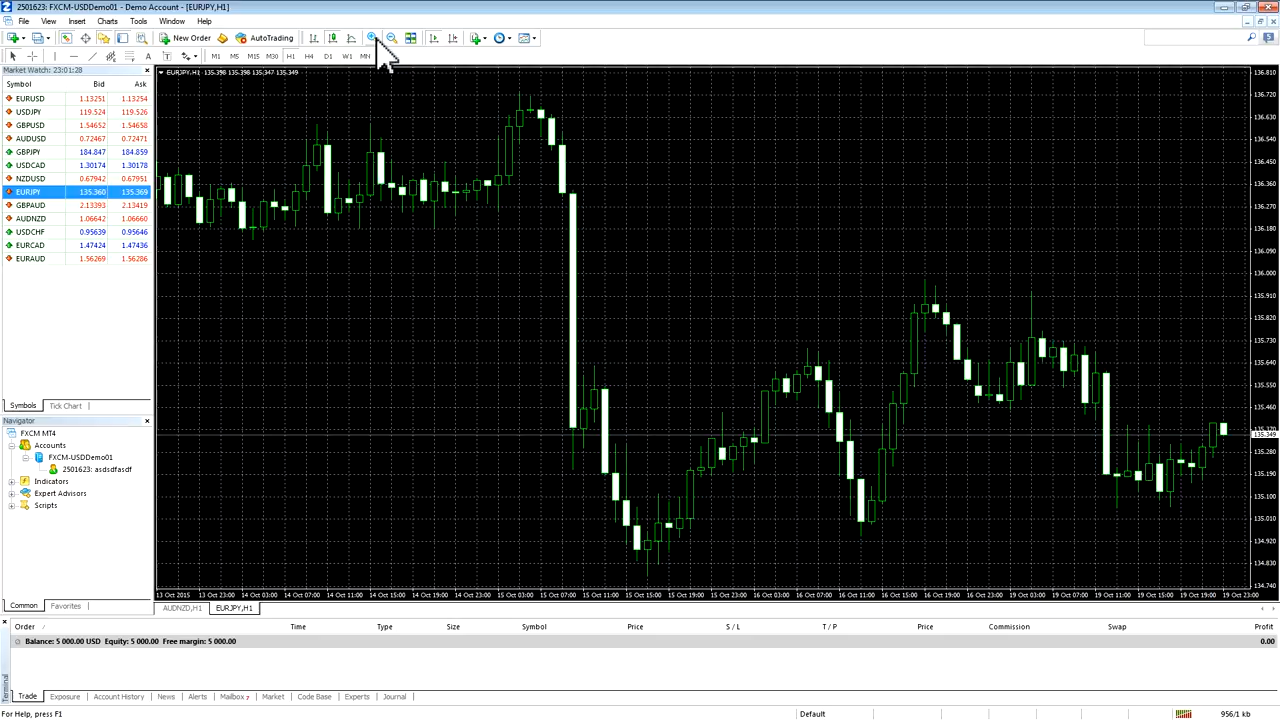 2501623: FXCM-USDDemo01 - Demo Account - [EURJPY,H1]
File View Insert Charts Tools Window Help
New Order AutoTrading
5
A T M1 M5 M15 M30 H1 H4 D1 W1 MN
Market Watch: 23:01:28
Symbol Bid Ask
EURUSD 1.13251 1.13254
USDJPY 119.524 119.526
GBPUSD 1.54652 1.54658
AUDUSD 0.72467 0.72471
GBPJPY 184.847 184.859
USDCAD 1.30174 1.30178
NZDUSD 0.67942 0.67951
EURJPY 135.360 135.369
GBPAUD 2.13393 2.13419
AUDNZD 1.06642 1.06660
USDCHF 0.95639 0.95646
EURCAD 1.47424 1.47436
EURAUD 1.56269 1.56286
Symbols Tick Chart
Navigator
FXCM MT4
Accounts
FXCM-USDDemo01
2501623: asdsdfasdf
Indicators
Expert Advisors
Scripts
Common Favorites
EURJPY,H1 135.398 135.398 135.347 135.349
136.810
136.720
136.630
136.540
136.450
136.360
136.270
136.180
136.090
136.000
135.910
135.820
135.730
135.640
135.550
135.460
135.349
135.280
135.190
135.100
135.010
134.920
134.830
134.740
13 Oct 2015 13 Oct 23:00 14 Oct 03:00 14 Oct 07:00 14 Oct 11:00 14 Oct 15:00 14 Oct 19:00 14 Oct 23:00 15 Oct 03:00 15 Oct 07:00 15 Oct 11:00 15 Oct 15:00 15 Oct 19:00 15 Oct 23:00 16 Oct 03:00 16 Oct 07:00 16 Oct 11:00 16 Oct 15:00 16 Oct 19:00 19 Oct 03:00 19 Oct 07:00 19 Oct 11:00 19 Oct 15:00 19 Oct 19:00 19 Oct 23:00
AUDNZD,H1 EURJPY,H1
Order / Time Type Size Symbol Price S / L T / P Price Commission Swap Profit
Balance: 5 000.00 USD Equity: 5 000.00 Free margin: 5 000.00 0.00
Terminal
Trade Exposure Account History News Alerts Mailbox 7 Market Code Base Experts Journal
For Help, press F1 Default 956/1 kb